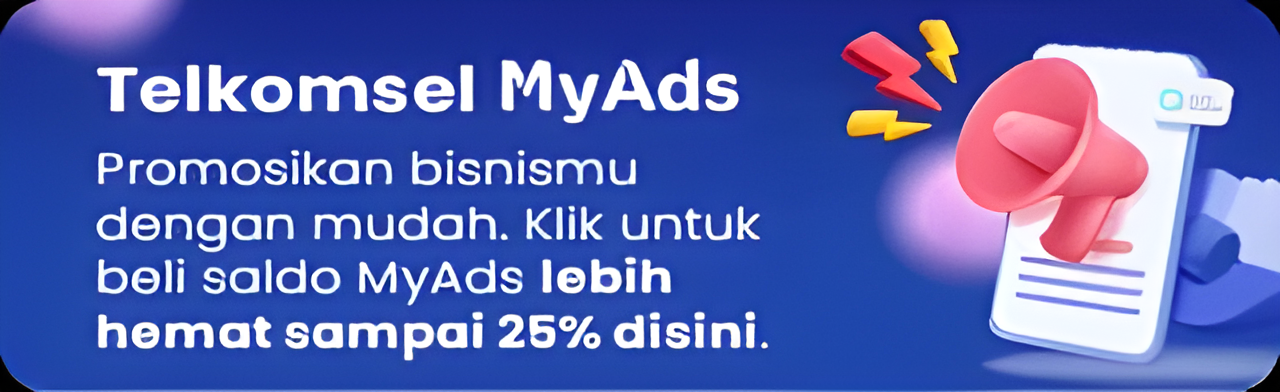 Telkomsel MyAds
Promosikan bisnismu
dengan mudah. Klik untuk
beli saldo MyAds lebih
hemat sampai 25% disini.